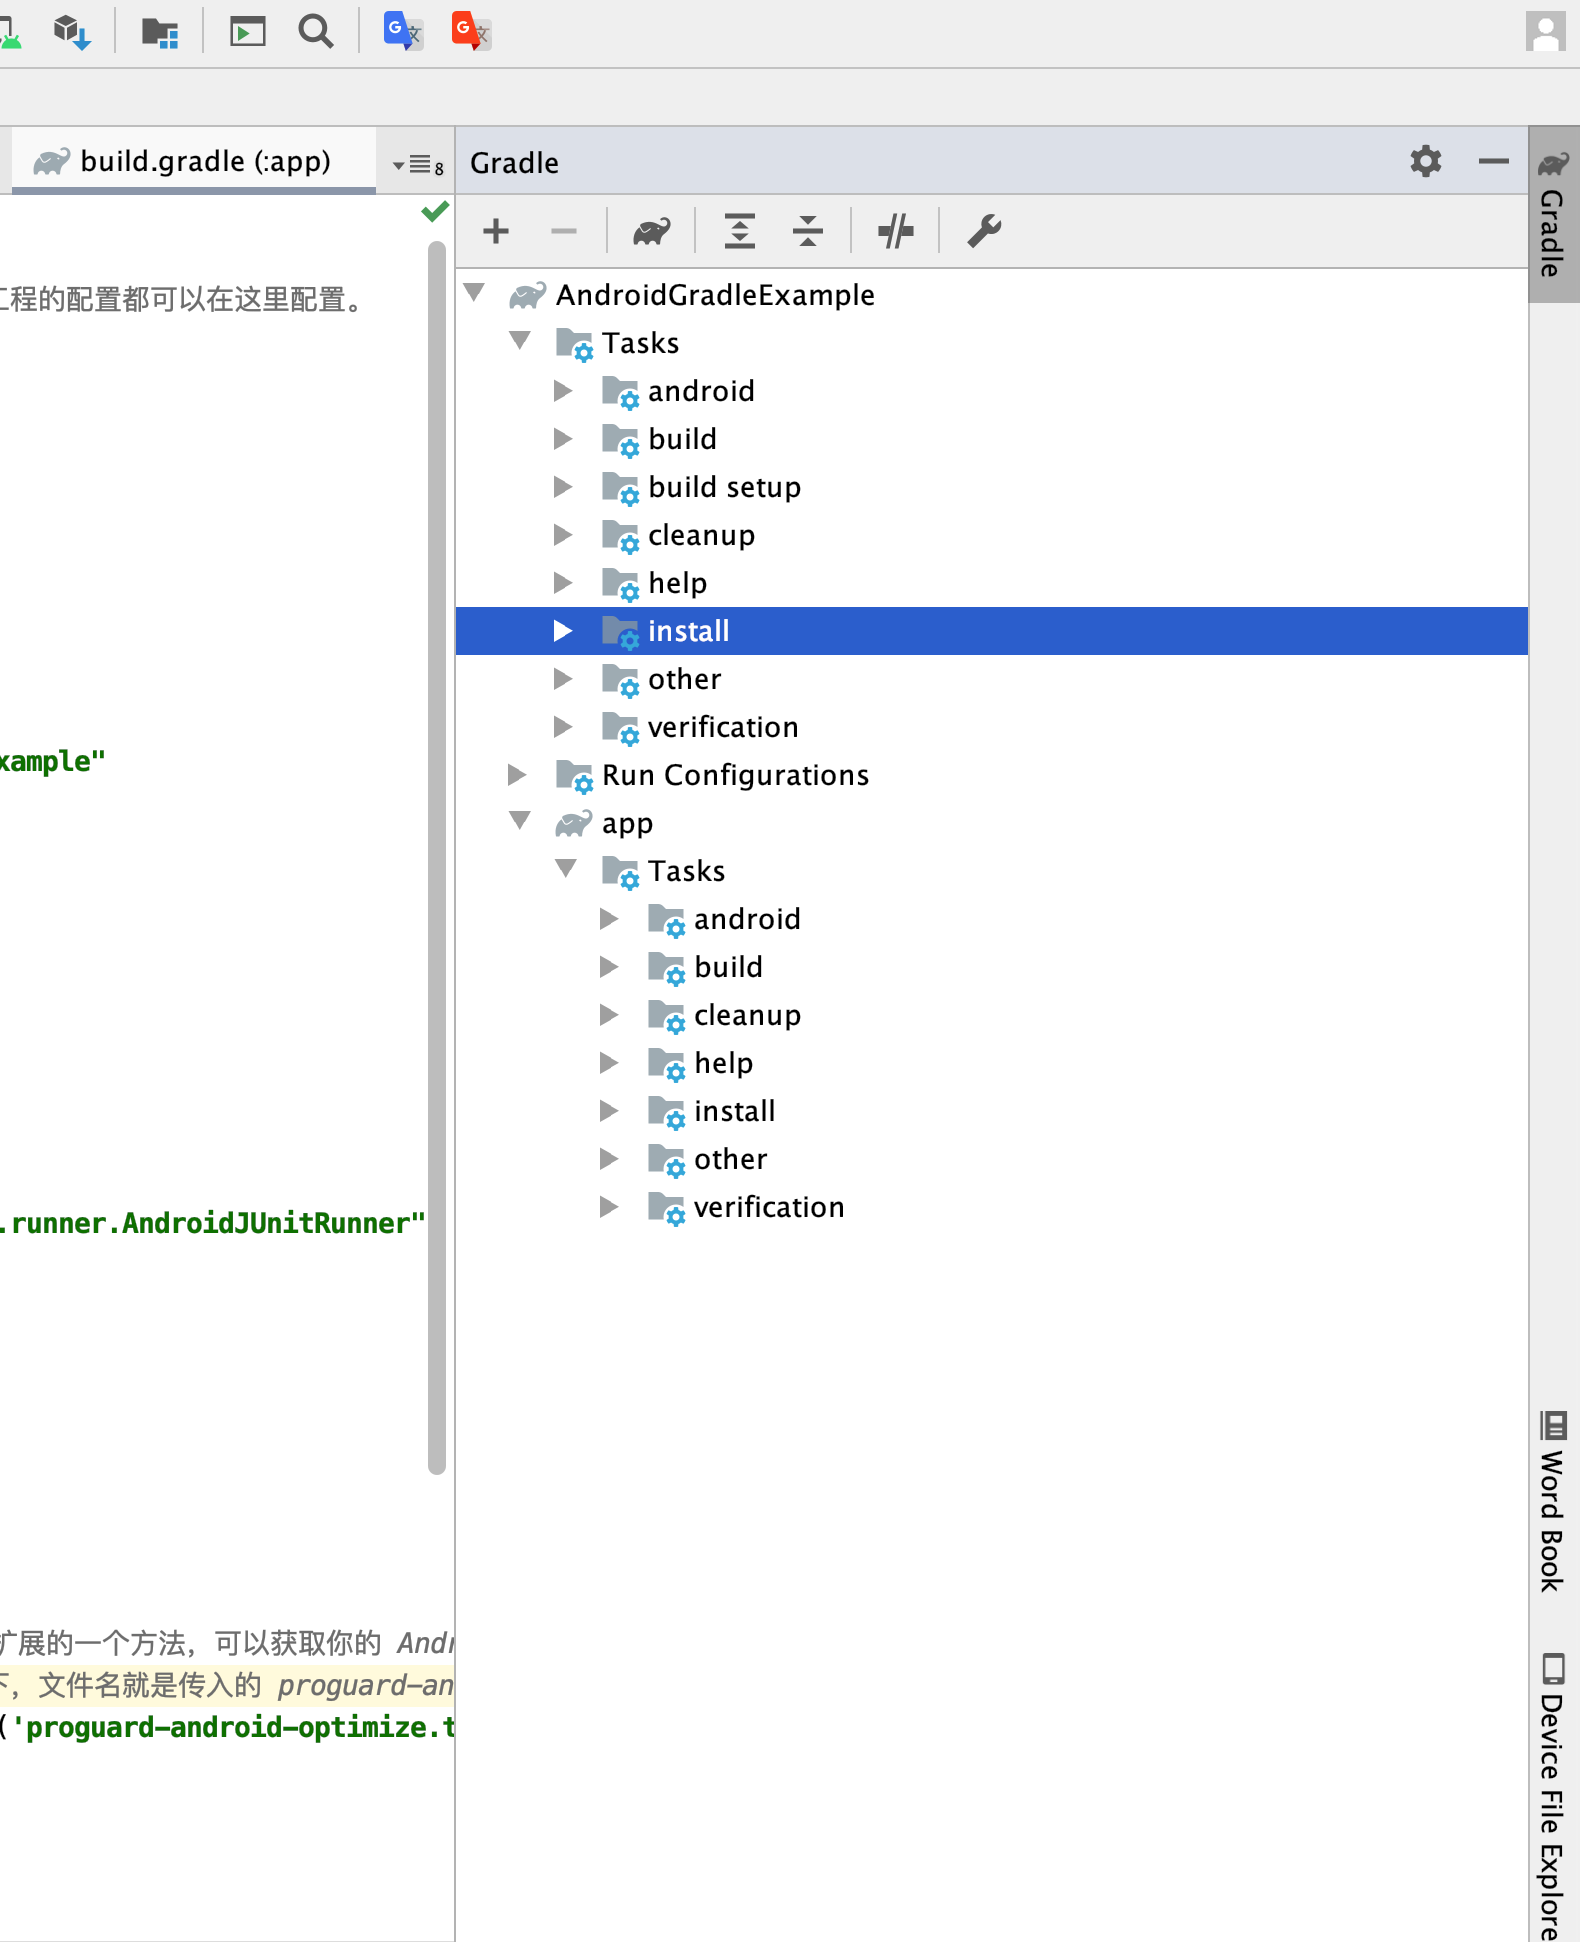 build.gradle (:app)
8
工程的配置都可以在这里配置。
xample"
.runner.AndroidJUnitRunner"
扩展的一个方法，可以获取你的 Andr
下，文件名就是传入的 proguard-an
('proguard-android-optimize.t
Gradle
AndroidGradleExample
Tasks
android
build
build setup
cleanup
help
install
other
verification
Run Configurations
app
Tasks
android
build
cleanup
help
install
other
verification
Gradle
Word Book
Device File Explore